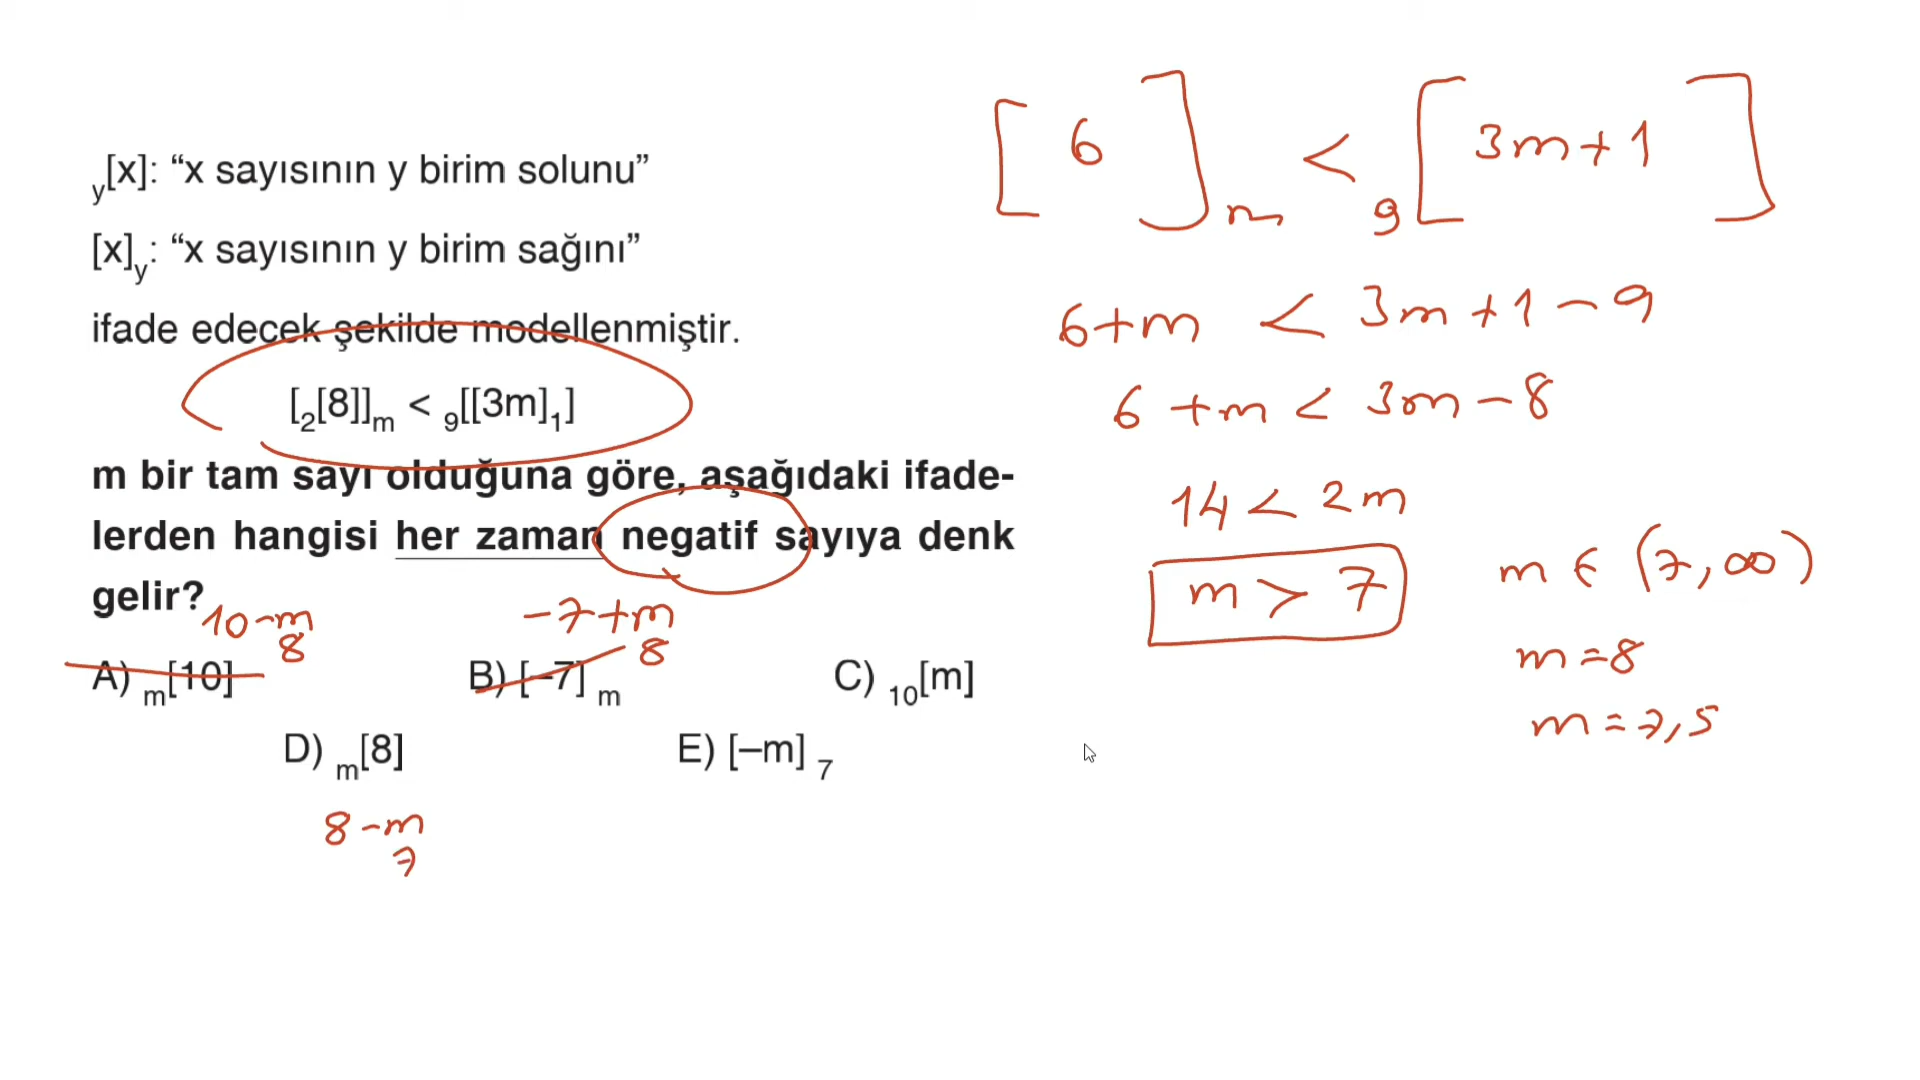 y[x]: “x sayısının y birim solunu”
[x]y: “x sayısının y birim sağını”
ifade edecek şekilde modellenmiştir.
[2[8]]m < 9[[3m]1]
m bir tam sayı olduğuna göre, aşağıdaki ifade-
lerden hangisi her zaman negatif sayıya denk
gelir?
10-m
8
-7+m
8
A) m[10] B) [–7] m C) 10[m]
D) m[8] E) [–m] 7
8-m
7
[6]m < 9[3m+1]
6+m < 3m+1-9
6+m < 3m-8
14 < 2m
m > 7
m ∈ (7, ∞)
m=8
m=7,5